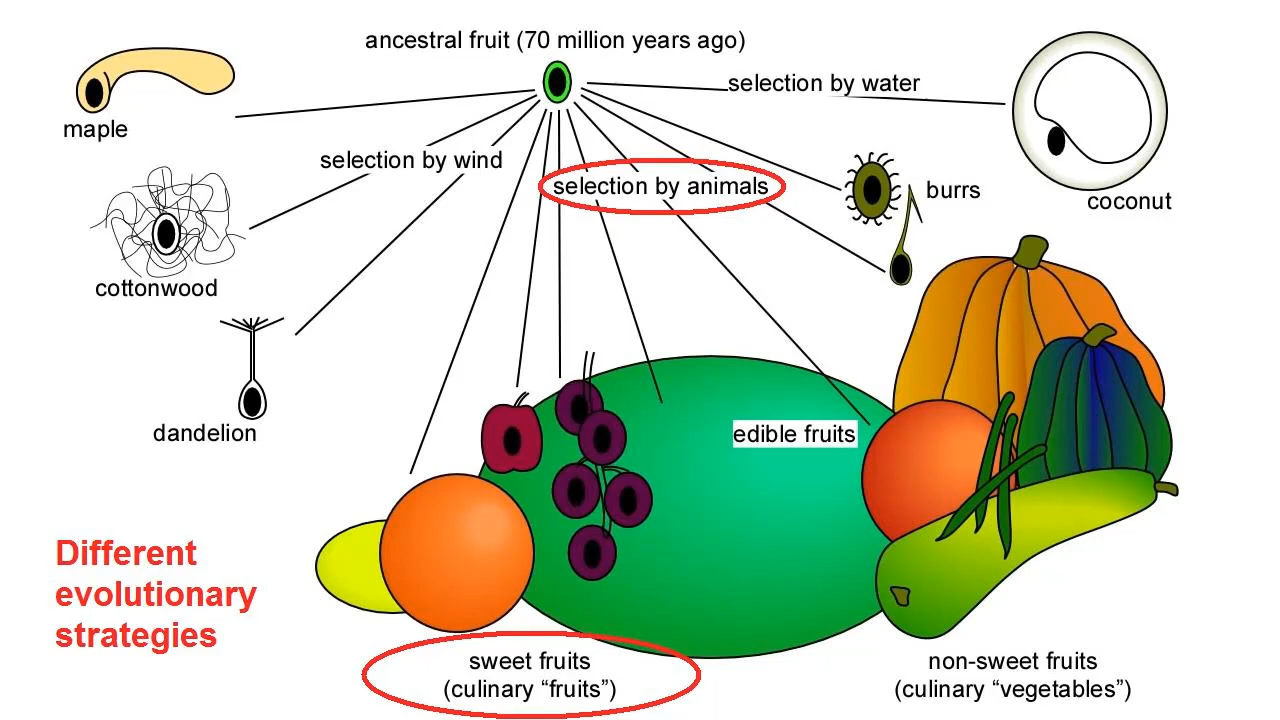 ancestral fruit (70 million years ago)
selection by water
maple
selection by wind
selection by animals
burrs
coconut
cottonwood
dandelion
edible fruits
Different
evolutionary
strategies
sweet fruits
(culinary “fruits”)
non-sweet fruits
(culinary “vegetables”)